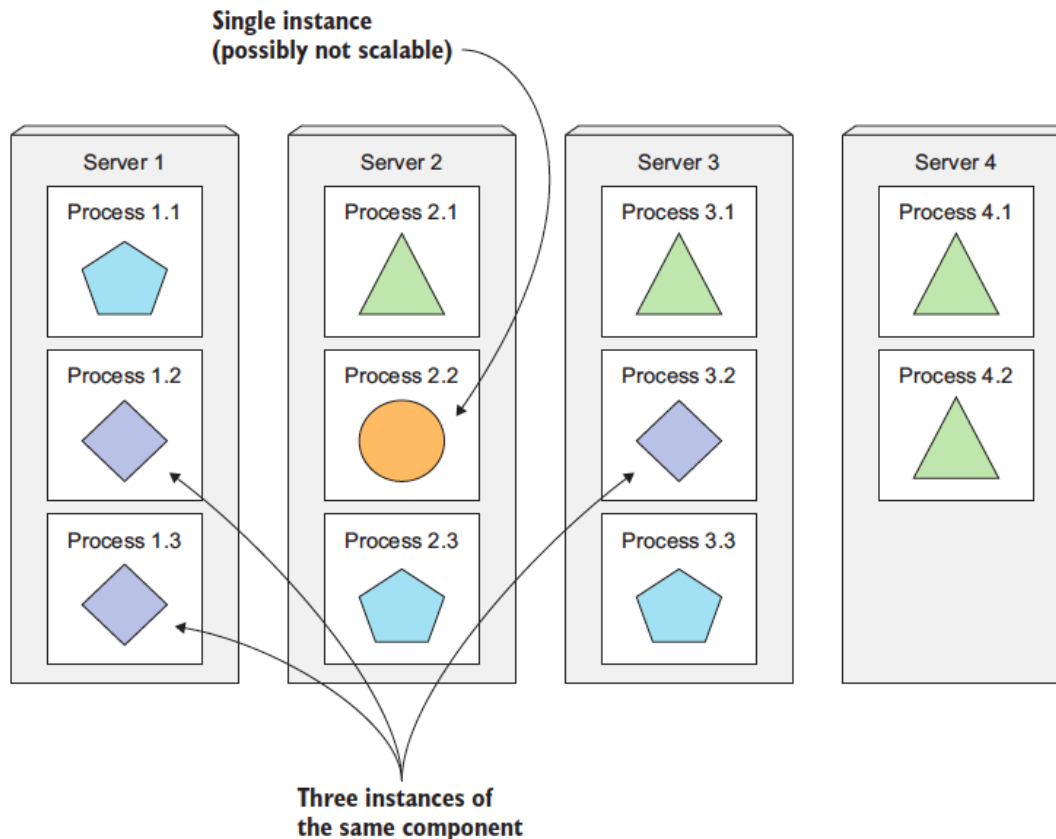 Single instance
(possibly not scalable)
Server 1
Process 1.1
Process 1.2
Process 1.3
Server 2
Process 2.1
Process 2.2
Process 2.3
Server 3
Process 3.1
Process 3.2
Process 3.3
Server 4
Process 4.1
Process 4.2
Three instances of
the same component